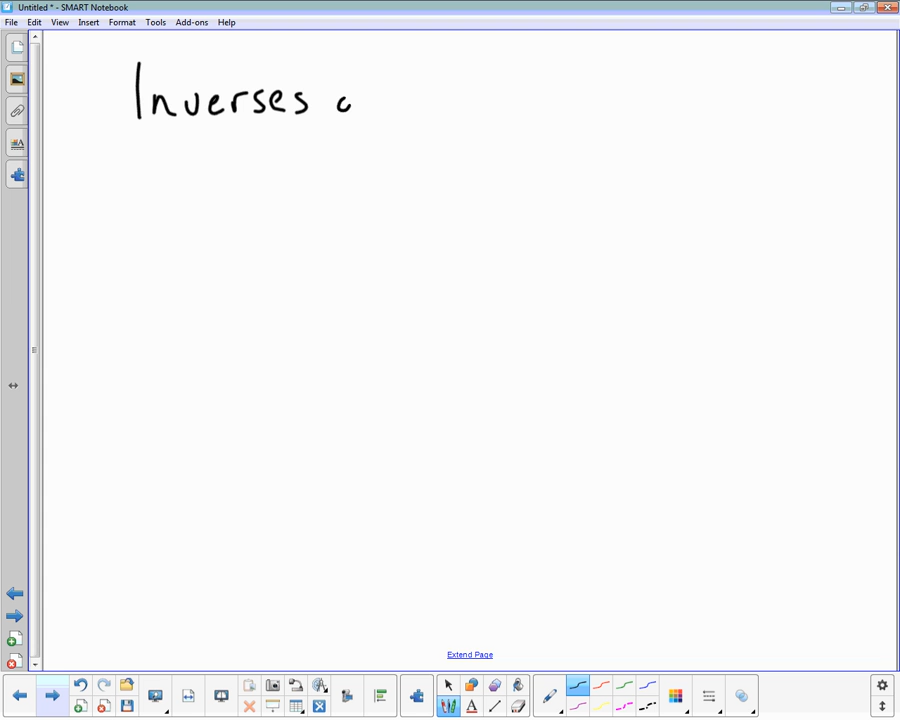 Untitled * - SMART Notebook
File Edit View Insert Format Tools Add-ons Help
Inverses
Extend Page